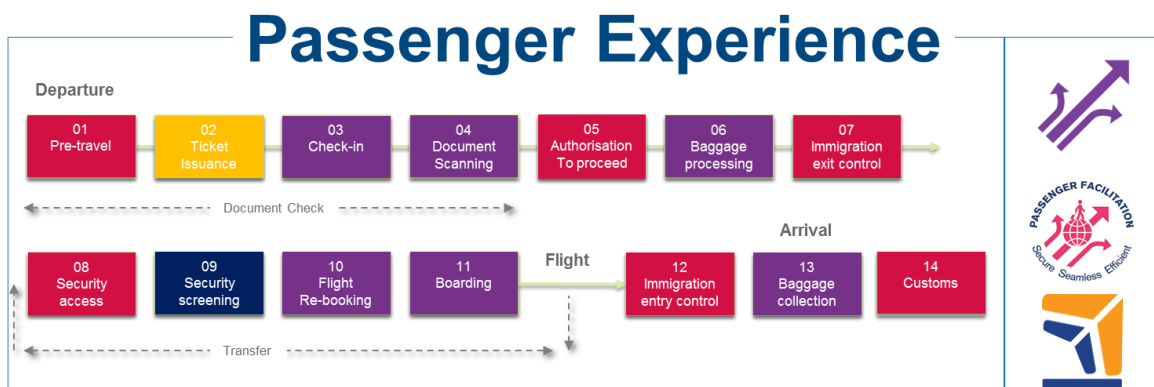 Passenger Experience
Departure
01
Pre-travel
02
Ticket
Issuance
03
Check-in
04
Document
Scanning
05
Authorisation
To proceed
06
Baggage
processing
07
Immigration
exit control
Document Check
08
Security
access
09
Security
screening
10
Flight
Re-booking
11
Boarding
Flight
Arrival
12
Immigration
entry control
13
Baggage
collection
14
Customs
Transfer
PASSENGER FACILITATION
Secure Seamless Efficient